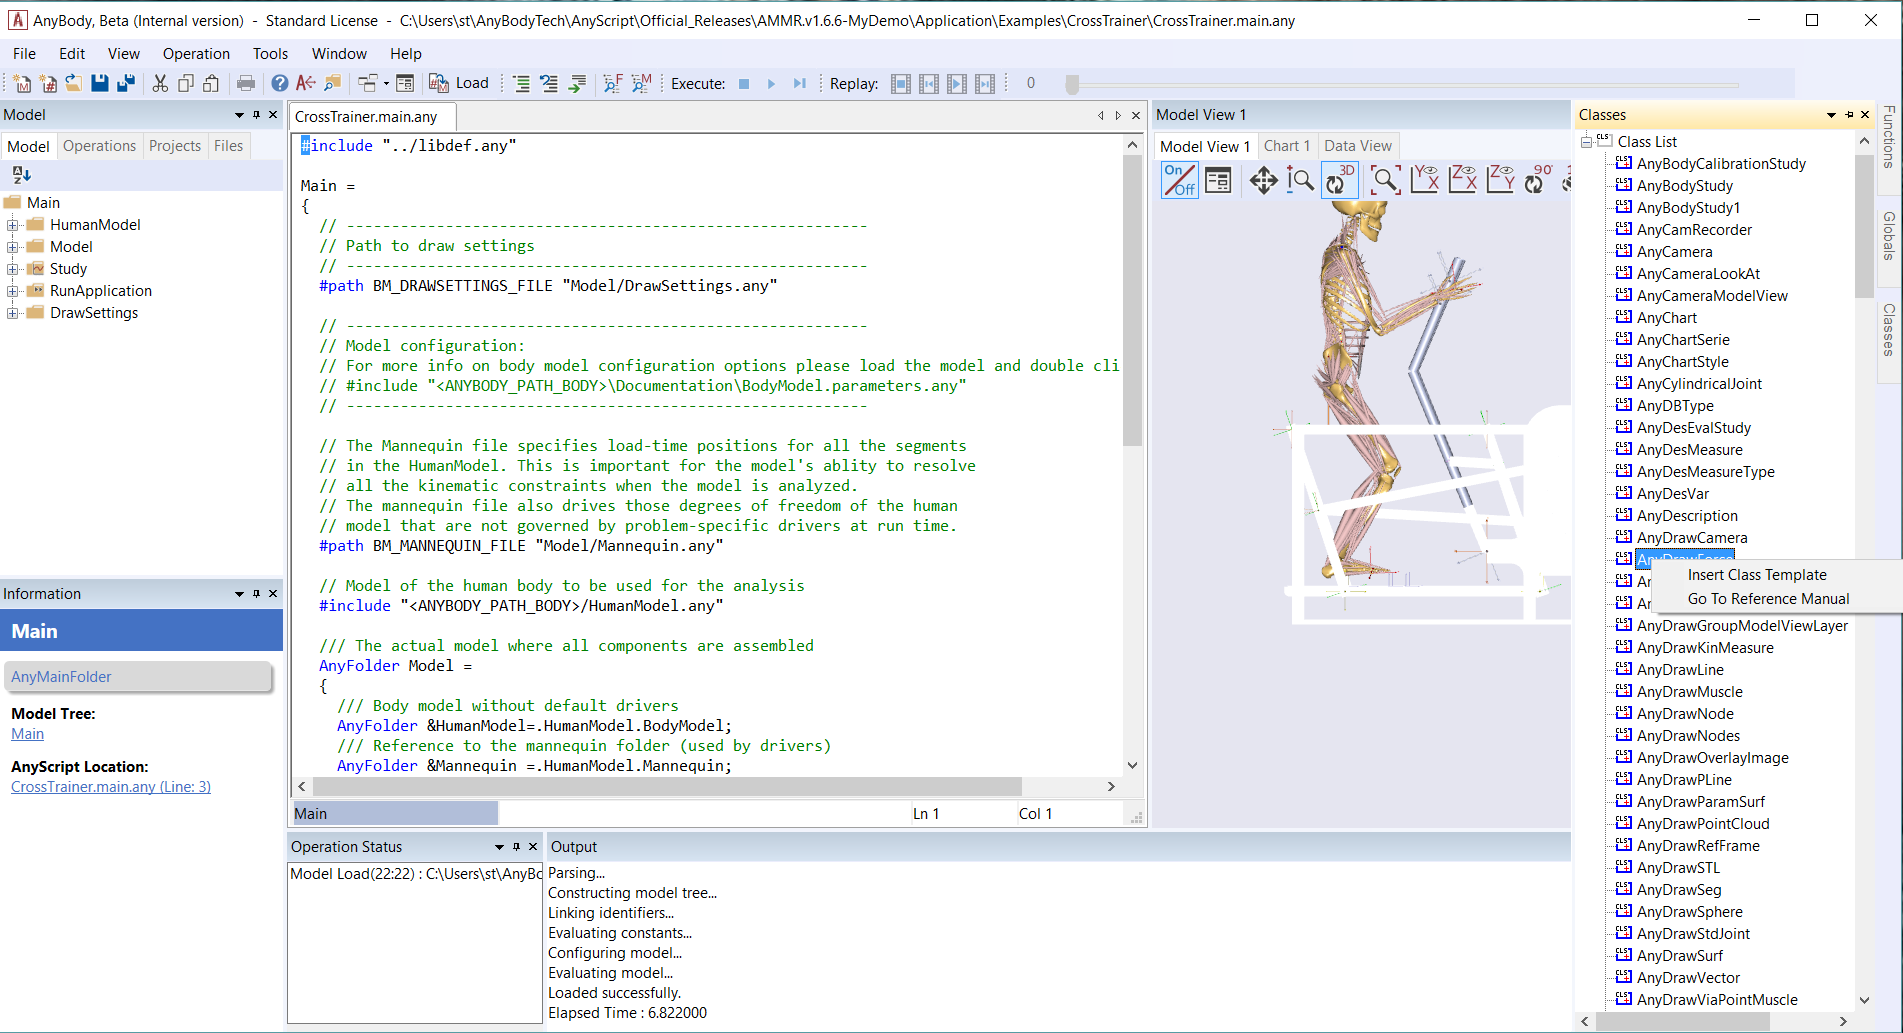 AnyBody, Beta (Internal version) - Standard License - C:\Users\st\AnyBodyTech\AnyScript\Official_Releases\AMMR.v1.6.6-MyDemo\Application\Examples\CrossTrainer\CrossTrainer.main.any
File Edit View Operation Tools Window Help
Load Execute: Replay: 0
Model
Model Operations Projects Files
Main
HumanModel
Model
Study
RunApplication
DrawSettings
Information
Main
AnyMainFolder
Model Tree:
Main
AnyScript Location:
CrossTrainer.main.any (Line: 3)
CrossTrainer.main.any
#include "../libdef.any"
Main =
{
// ----------------------------------------------------------
// Path to draw settings
// ----------------------------------------------------------
#path BM_DRAWSETTINGS_FILE "Model/DrawSettings.any"
// ----------------------------------------------------------
// Model configuration:
// For more info on body model configuration options please load the model and double cli
// #include "<ANYBODY_PATH_BODY>\Documentation\BodyModel.parameters.any"
// ----------------------------------------------------------
// The Mannequin file specifies load-time positions for all the segments
// in the HumanModel. This is important for the model's ablity to resolve
// all the kinematic constraints when the model is analyzed.
// The mannequin file also drives those degrees of freedom of the human
// model that are not governed by problem-specific drivers at run time.
#path BM_MANNEQUIN_FILE "Model/Mannequin.any"
// Model of the human body to be used for the analysis
#include "<ANYBODY_PATH_BODY>/HumanModel.any"
/// The actual model where all components are assembled
AnyFolder Model =
{
/// Body model without default drivers
AnyFolder &HumanModel=.HumanModel.BodyModel;
/// Reference to the mannequin folder (used by drivers)
AnyFolder &Mannequin =.HumanModel.Mannequin;
Main Ln 1 Col 1
Operation Status
Model Load(22:22) : C:\Users\st\AnyBo
Output
Parsing...
Constructing model tree...
Linking identifiers...
Evaluating constants...
Configuring model...
Evaluating model...
Loaded successfully.
Elapsed Time : 6.822000
Model View 1
Model View 1 Chart 1 Data View
On
Off
3D
Y X
Z X
Z Y
90°
Classes
Class List
AnyBodyCalibrationStudy
AnyBodyStudy
AnyBodyStudy1
AnyCamRecorder
AnyCamera
AnyCameraLookAt
AnyCameraModelView
AnyChart
AnyChartSerie
AnyChartStyle
AnyCylindricalJoint
AnyDBType
AnyDesEvalStudy
AnyDesMeasure
AnyDesMeasureType
AnyDesVar
AnyDescription
AnyDrawCamera
AnyDrawForce
Insert Class Template
Go To Reference Manual
AnyDrawGroupModelViewLayer
AnyDrawKinMeasure
AnyDrawLine
AnyDrawMuscle
AnyDrawNode
AnyDrawNodes
AnyDrawOverlayImage
AnyDrawPLine
AnyDrawParamSurf
AnyDrawPointCloud
AnyDrawRefFrame
AnyDrawSTL
AnyDrawSeg
AnyDrawSphere
AnyDrawStdJoint
AnyDrawSurf
AnyDrawVector
AnyDrawViaPointMuscle
Functions
Globals
Classes